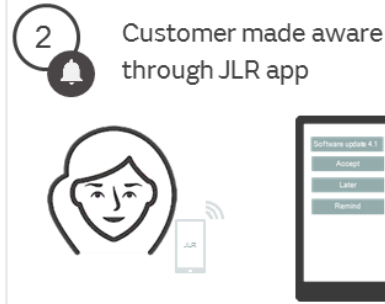 2
Customer made aware
through JLR app
JLR
Software update 4.1
Accept
Later
Remind